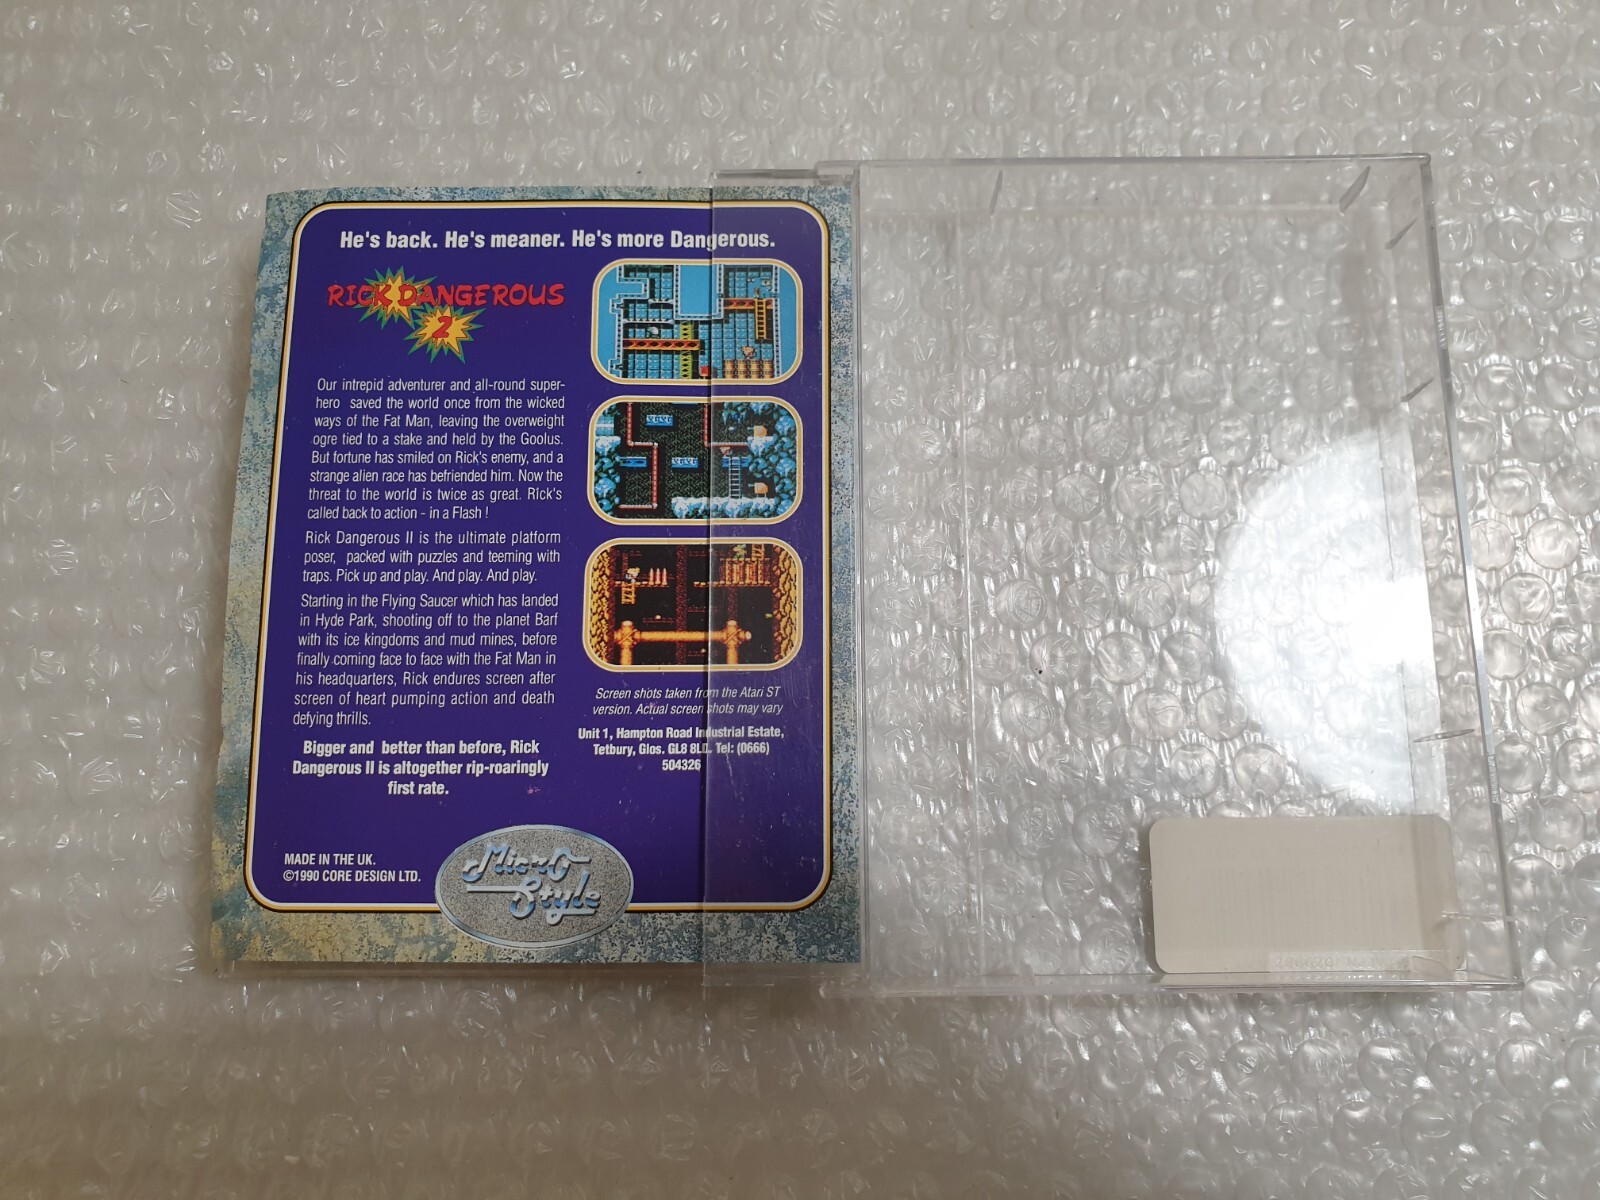 He's back. He's meaner. He's more Dangerous.
RICK DANGEROUS
2
Our intrepid adventurer and all-round super-
hero saved the world once from the wicked
ways of the Fat Man, leaving the overweight
ogre tied to a stake and held by the Goolus.
But fortune has smiled on Rick's enemy, and a
strange alien race has befriended him. Now the
threat to the world is twice as great. Rick's
called back to action - in a Flash !
Rick Dangerous II is the ultimate platform
poser, packed with puzzles and teeming with
traps. Pick up and play. And play. And play.
Starting in the Flying Saucer which has landed
in Hyde Park, shooting off to the planet Barf
with its ice kingdoms and mud mines, before
finally coming face to face with the Fat Man in
his headquarters, Rick endures screen after
screen of heart pumping action and death
defying thrills.
Bigger and better than before, Rick
Dangerous II is altogether rip-roaringly
first rate.
Screen shots taken from the Atari ST
version. Actual screen shots may vary
Unit 1, Hampton Road Industrial Estate,
Tetbury, Glos. GL8 8LD. Tel: (0666)
504326
MADE IN THE UK.
©1990 CORE DESIGN LTD.
Micro
Style